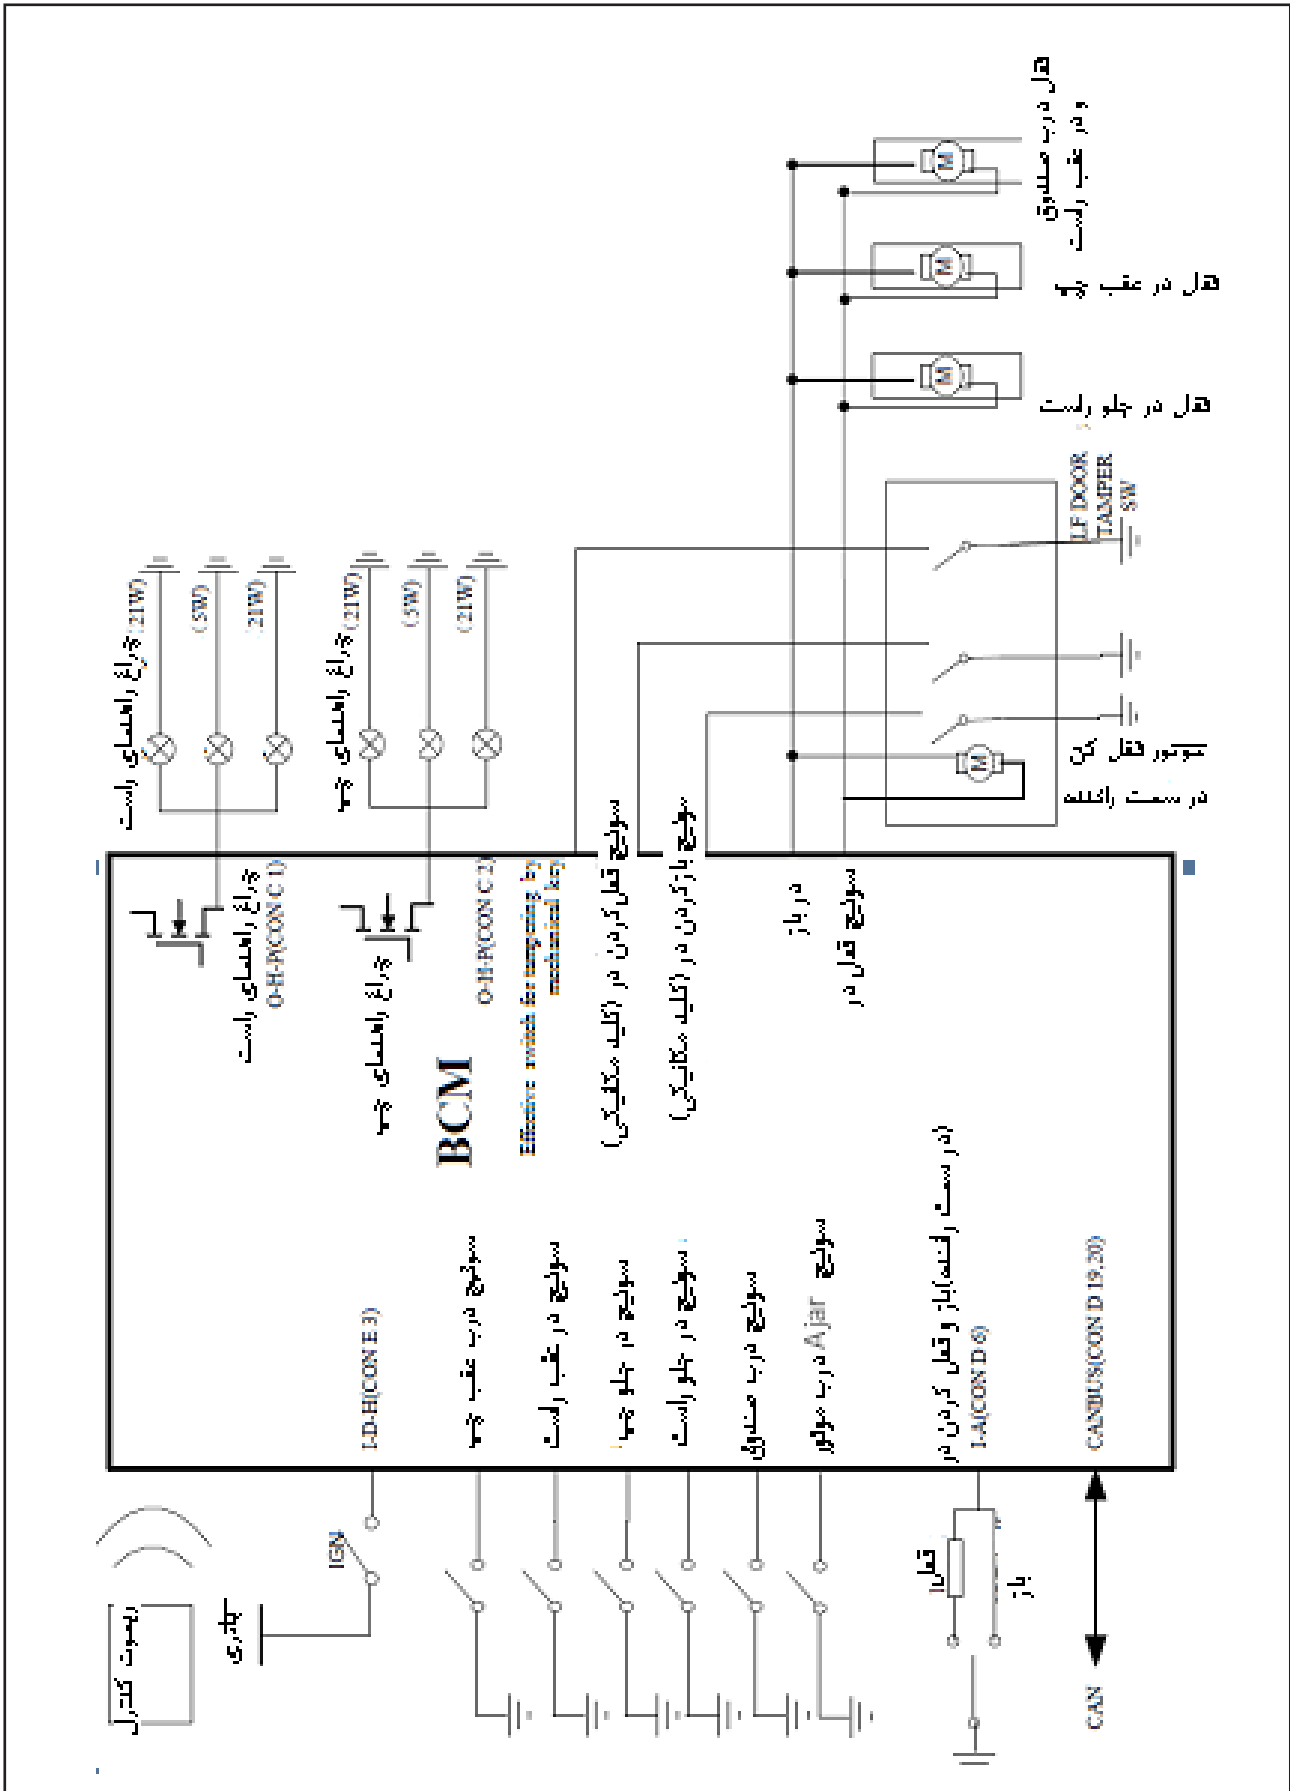 ریموت کنترل
باتری
IGN
I-D-H(CON E 3)
سوئیچ درب عقب چپ
سوئیچ در عقب راست
سوئیچ در جلو چپ
سوئیچ در جلو راست
سوئیچ درب صندوق
سوئیچ Ajar درب موتور
(در سمت راننده)باز و قفل کردن در
I-A(CON D 6)
قفل
باز
CANBUS(CON D 19,20)
CAN
BCM
چراغ راهنمای راست
O-H-P(CON C 1)
چراغ راهنمای چپ
O-H-P(CON C 2)
Effective switch for tampering by
mechanical key
سوئیچ قفل کردن در (کلید مکانیکی)
سوئیچ باز کردن در (کلید مکانیکی)
در باز
سوئیچ قفل در
چراغ راهنمای راست
(21W)
(5W)
(21W)
چراغ راهنمای چپ
(21W)
(5W)
(21W)
M
موتور قفل کن
در سمت راننده
LF DOOR
TAMPER
SW
M
قفل در جلو راست
M
قفل در عقب چپ
M
قفل درب صندوق
و در عقب راست